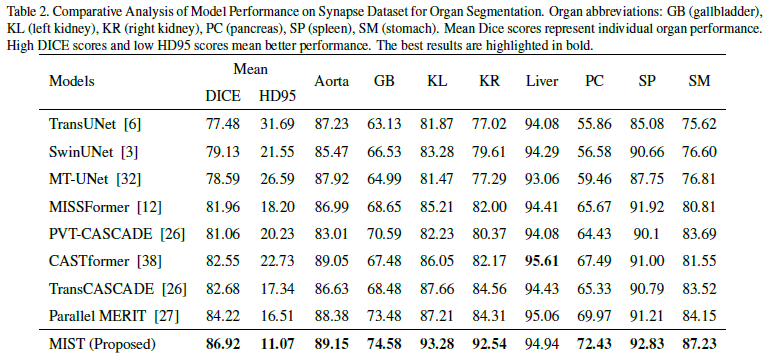 Table 2. Comparative Analysis of Model Performance on Synapse Dataset for Organ Segmentation. Organ abbreviations: GB (gallbladder),
KL (left kidney), KR (right kidney), PC (pancreas), SP (spleen), SM (stomach). Mean Dice scores represent individual organ performance.
High DICE scores and low HD95 scores mean better performance. The best results are highlighted in bold.
Models Mean Aorta GB KL KR Liver PC SP SM
DICE HD95
TransUNet [6] 77.48 31.69 87.23 63.13 81.87 77.02 94.08 55.86 85.08 75.62
SwinUNet [3] 79.13 21.55 85.47 66.53 83.28 79.61 94.29 56.58 90.66 76.60
MT-UNet [32] 78.59 26.59 87.92 64.99 81.47 77.29 93.06 59.46 87.75 76.81
MISSFormer [12] 81.96 18.20 86.99 68.65 85.21 82.00 94.41 65.67 91.92 80.81
PVT-CASCADE [26] 81.06 20.23 83.01 70.59 82.23 80.37 94.08 64.43 90.1 83.69
CASTformer [38] 82.55 22.73 89.05 67.48 86.05 82.17 95.61 67.49 91.00 81.55
TransCASCADE [26] 82.68 17.34 86.63 68.48 87.66 84.56 94.43 65.33 90.79 83.52
Parallel MERIT [27] 84.22 16.51 88.38 73.48 87.21 84.31 95.06 69.97 91.21 84.15
MIST (Proposed) 86.92 11.07 89.15 74.58 93.28 92.54 94.94 72.43 92.83 87.23